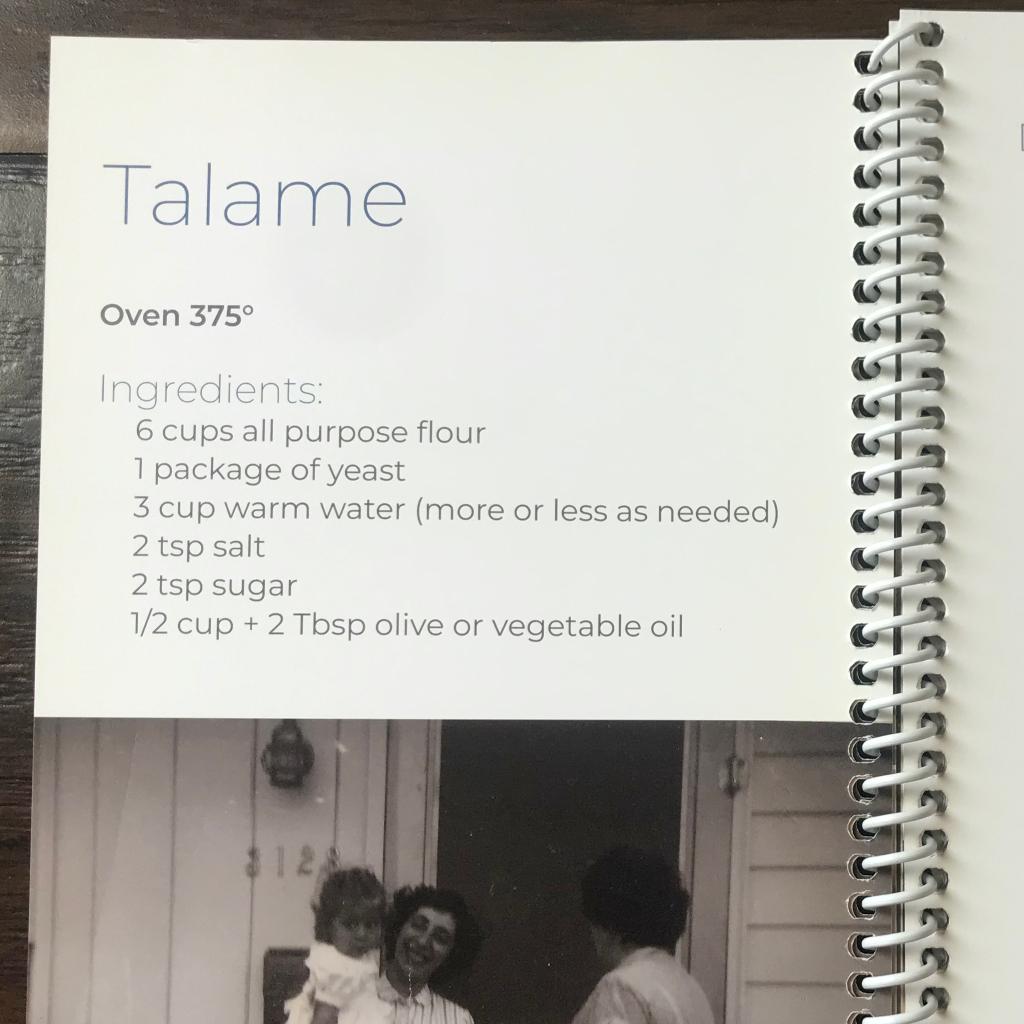 Talame
Oven 375°
Ingredients:
6 cups all purpose flour
1 package of yeast
3 cup warm water (more or less as needed)
2 tsp salt
2 tsp sugar
1/2 cup + 2 Tbsp olive or vegetable oil